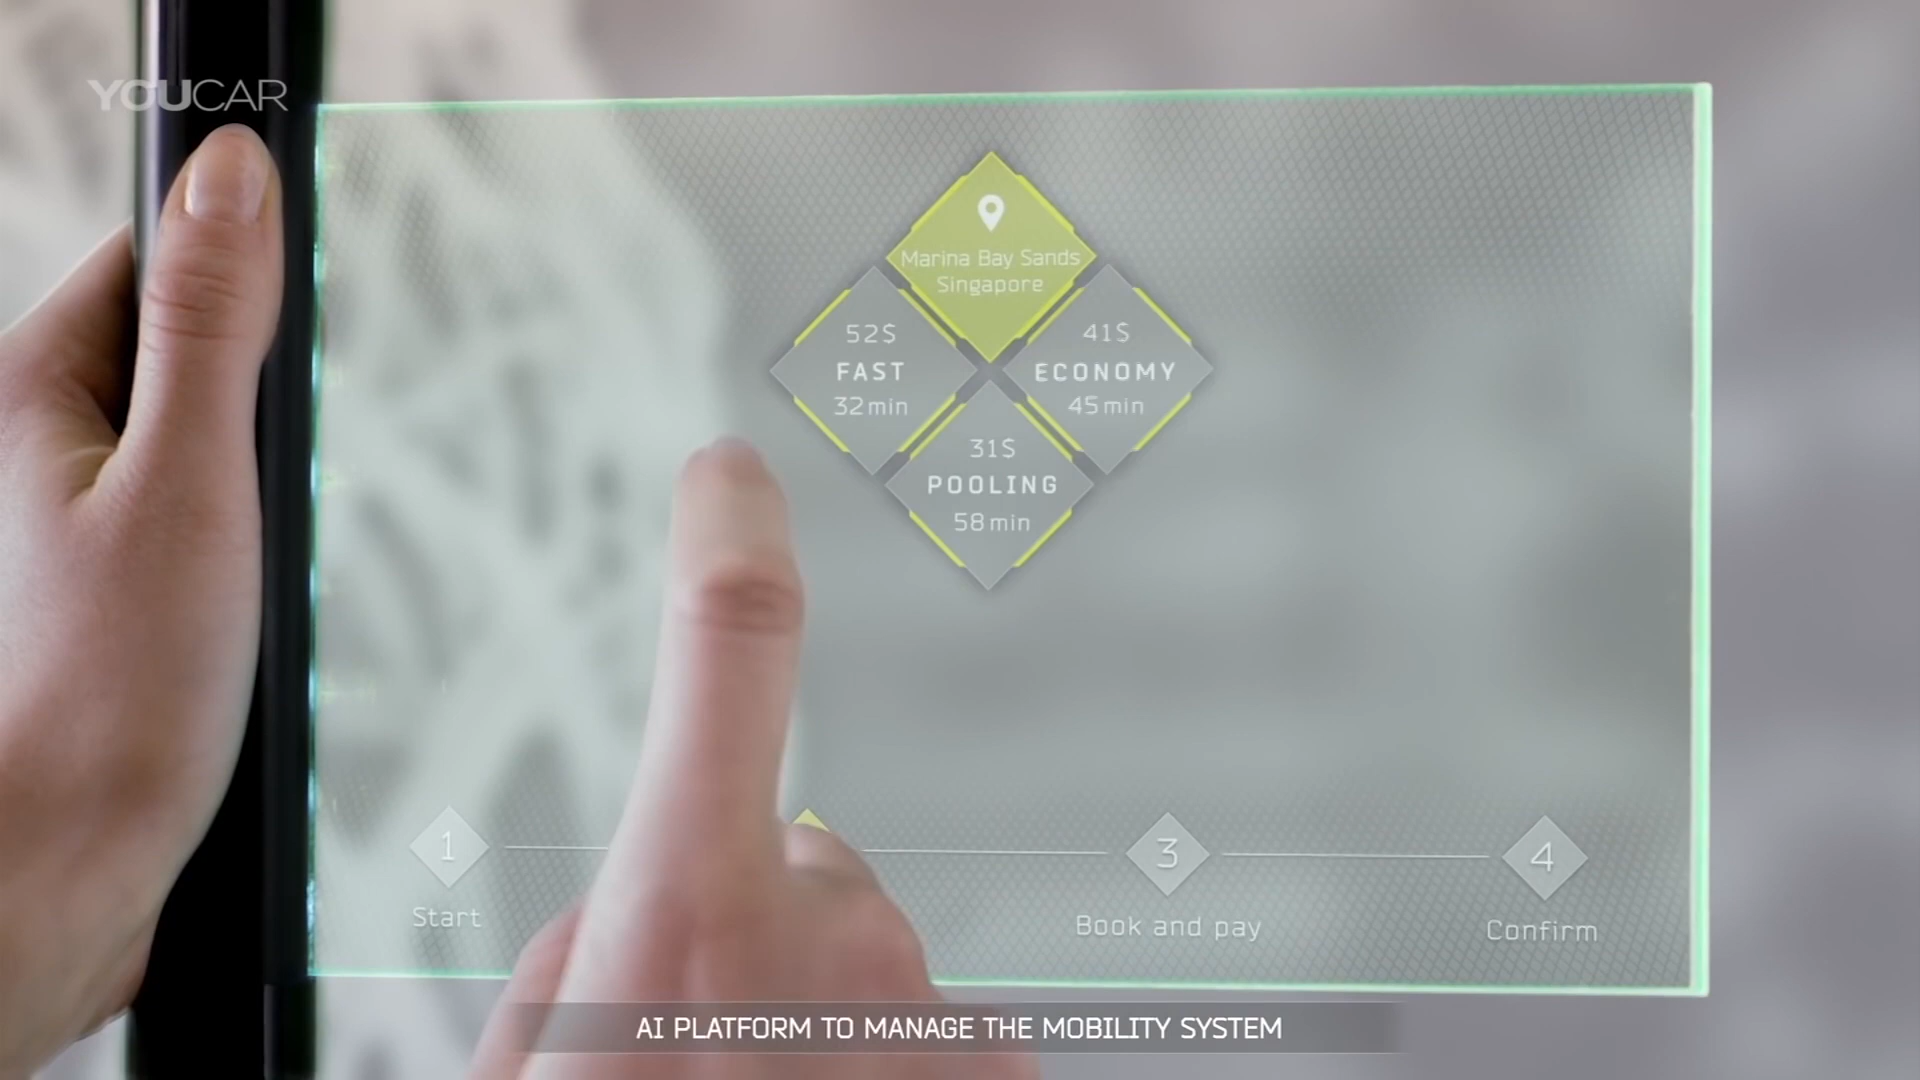 YOUCAR
Marina Bay Sands
Singapore
52$
FAST
32min
41$
ECONOMY
45min
31$
POOLING
58min
1
Start
3
Book and pay
4
Confirm
AI PLATFORM TO MANAGE THE MOBILITY SYSTEM